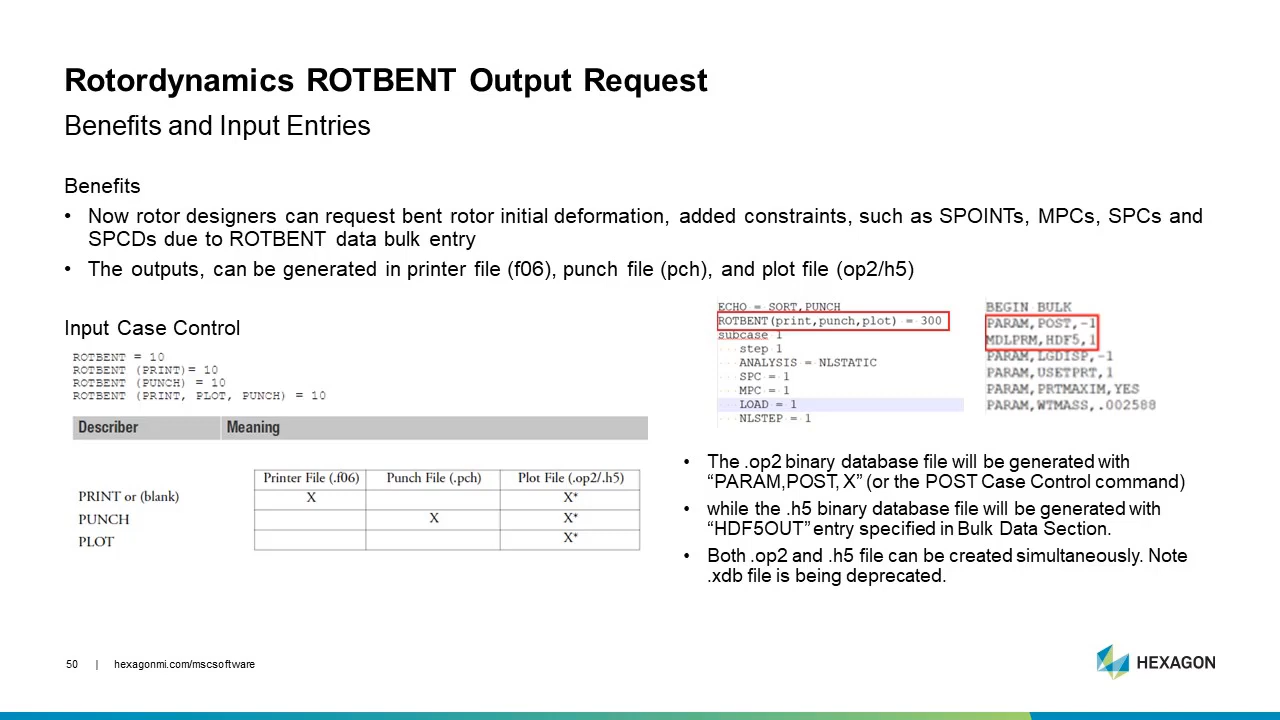 Rotordynamics ROTBENT Output Request
Benefits and Input Entries
Benefits
• Now rotor designers can request bent rotor initial deformation, added constraints, such as SPOINTs, MPCs, SPCs and
SPCDs due to ROTBENT data bulk entry
• The outputs, can be generated in printer file (f06), punch file (pch), and plot file (op2/h5)
Input Case Control
ROTBENT = 10
ROTBENT (PRINT)= 10
ROTBENT (PUNCH) = 10
ROTBENT (PRINT, PLOT, PUNCH) = 10
Describer Meaning
Printer File (.f06) Punch File (.pch) Plot File (.op2/.h5)
PRINT or (blank) X X*
PUNCH X X*
PLOT X*
ECHO = SORT,PUNCH
ROTBENT(print,punch,plot) = 300
subcase 1
step 1
ANALYSIS = NLSTATIC
SPC = 1
MPC = 1
LOAD = 1
NLSTEP = 1
BEGIN BULK
PARAM,POST,-1
MDLPRM,HDF5,1
PARAM,LGDISP,-1
PARAM,USETPRT,1
PARAM,PRTMAXIM,YES
PARAM,WTMASS,.002588
• The .op2 binary database file will be generated with
“PARAM,POST, X” (or the POST Case Control command)
• while the .h5 binary database file will be generated with
“HDF5OUT” entry specified in Bulk Data Section.
• Both .op2 and .h5 file can be created simultaneously. Note
.xdb file is being deprecated.
50 | hexagonmi.com/mscsoftware
HEXAGON